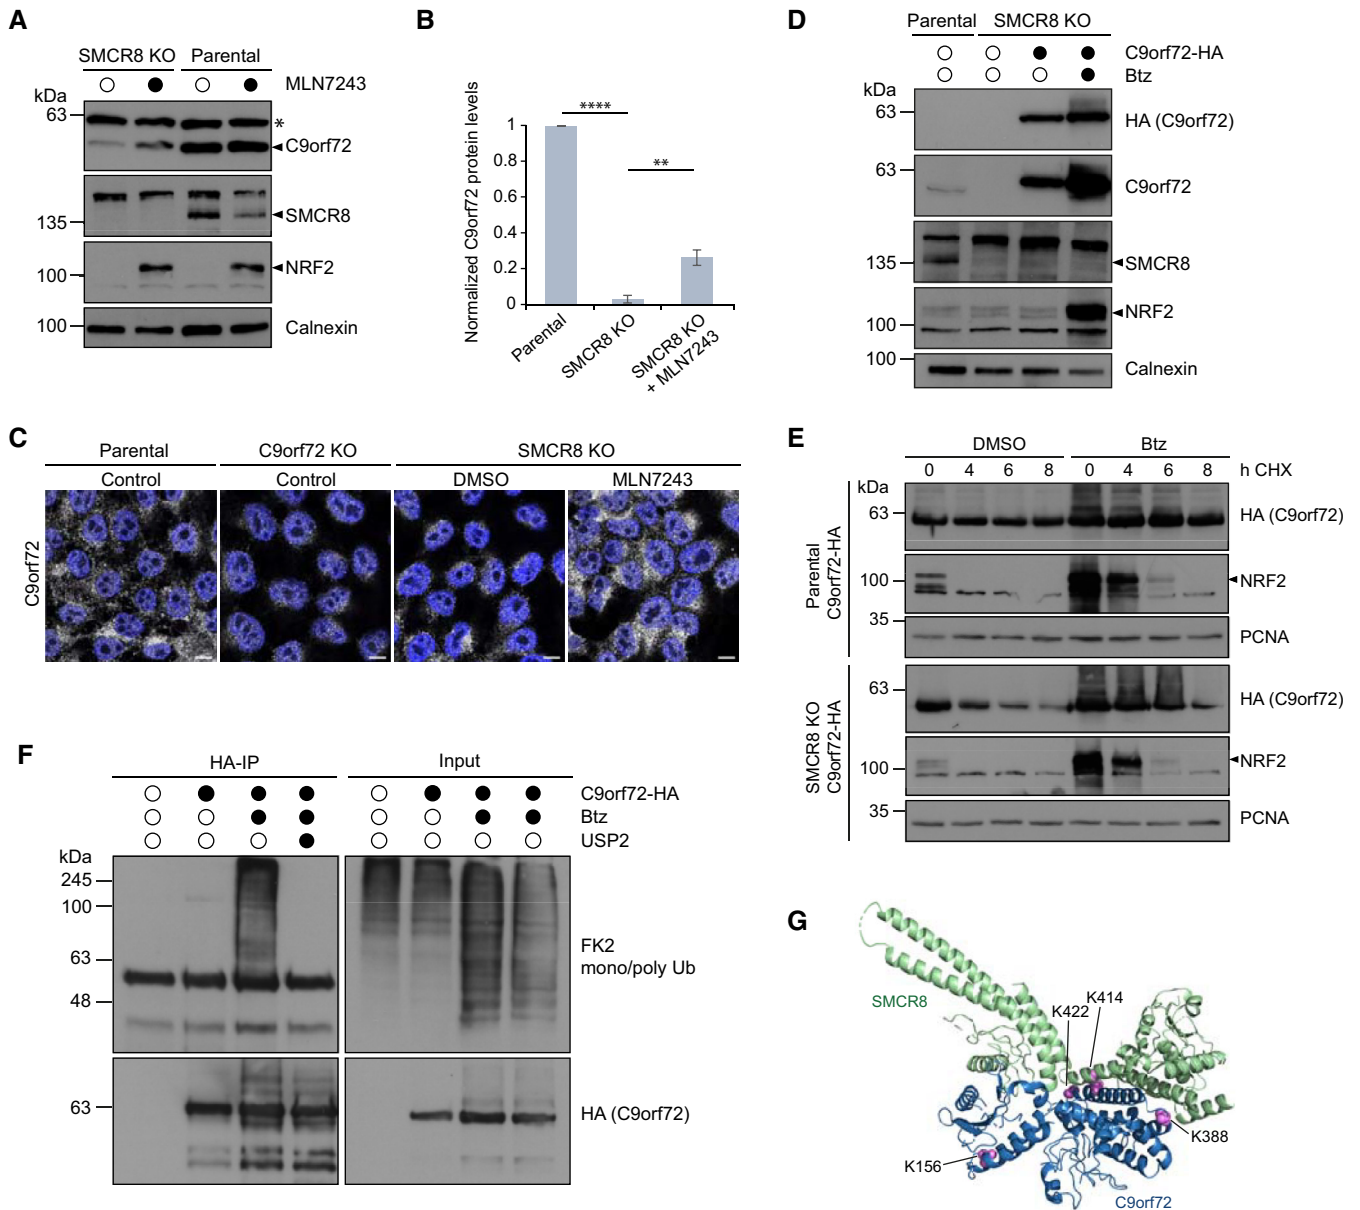 A
SMCR8 KO Parental
MLN7243
kDa
63
*
C9orf72
135
SMCR8
100
NRF2
100
Calnexin
B
Normalized C9orf72 protein levels
1
0.8
0.6
0.4
0.2
0
****
**
Parental
SMCR8 KO
SMCR8 KO
+ MLN7243
C
Parental
C9orf72 KO
SMCR8 KO
Control
Control
DMSO
MLN7243
C9orf72
D
Parental SMCR8 KO
C9orf72-HA
Btz
kDa
63
HA (C9orf72)
63
C9orf72
135
SMCR8
100
NRF2
100
Calnexin
E
DMSO
Btz
0 4 6 8 0 4 6 8 h CHX
kDa
Parental
C9orf72-HA
63
HA (C9orf72)
100
NRF2
35
PCNA
SMCR8 KO
C9orf72-HA
63
HA (C9orf72)
100
NRF2
35
PCNA
F
HA-IP
Input
C9orf72-HA
Btz
USP2
kDa
245
100
63
48
FK2
mono/poly Ub
63
HA (C9orf72)
G
SMCR8
K422
K414
K388
K156
C9orf72